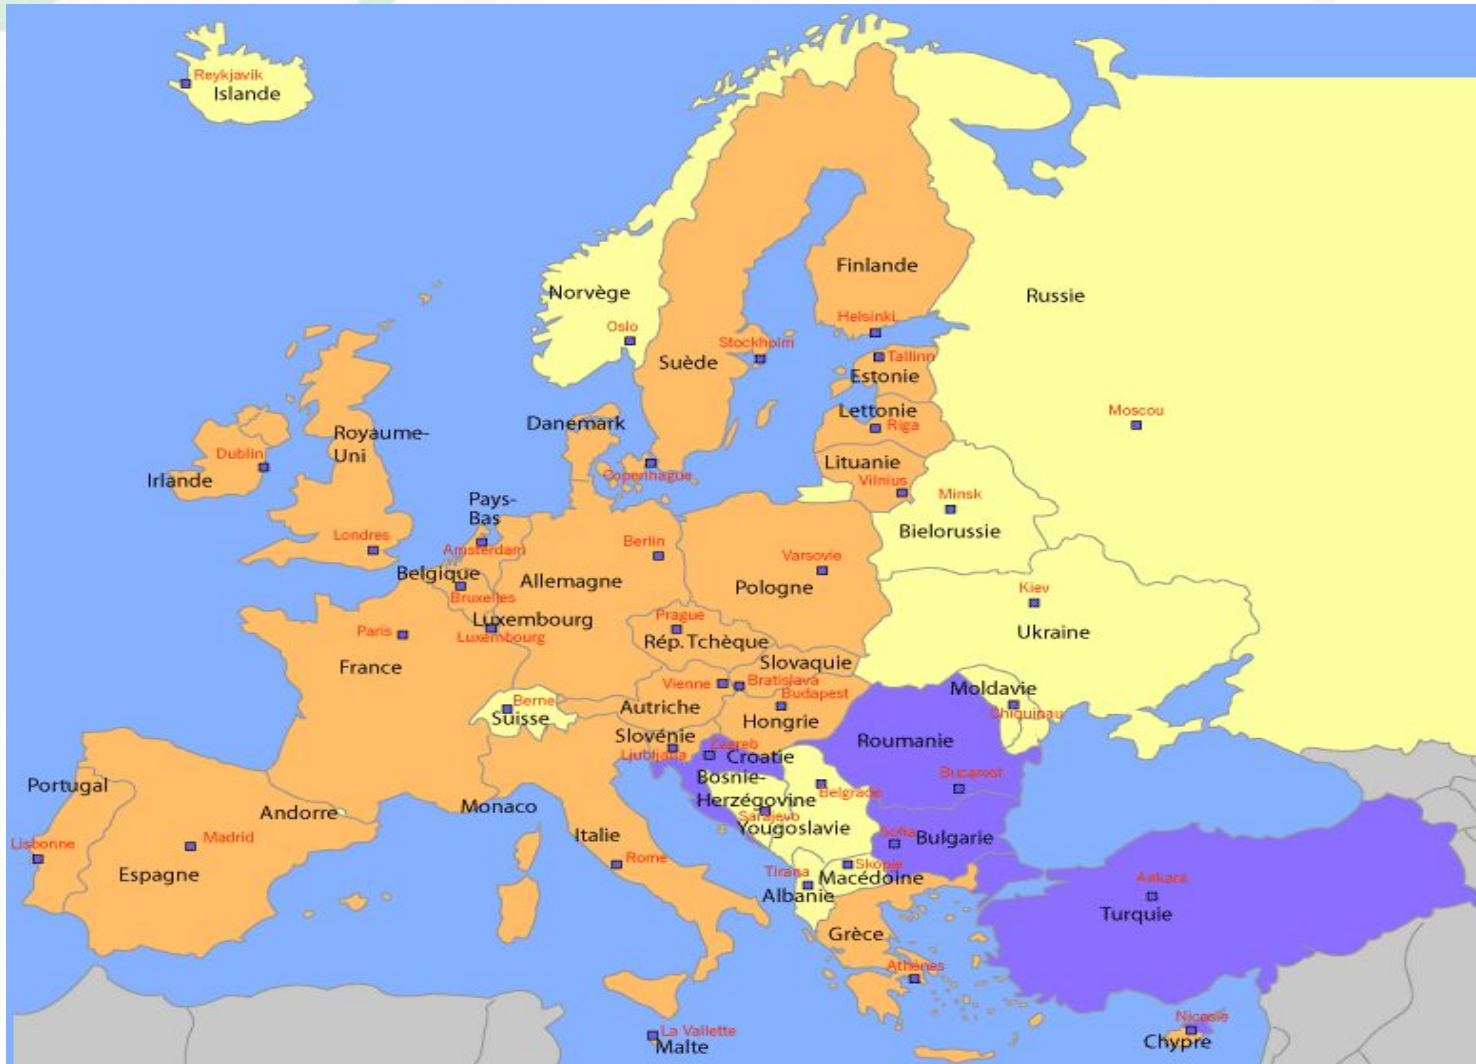 Reykjavik
Islande
Finlande
Norvège
Russie
Helsinki
Oslo
Stockholm
Tallinn
Suède
Estonie
Lettonie
Moscou
Danemark
Riga
Royaume-
Uni
Dublin
Lituanie
Irlande
Copenhague
Vilnius
Minsk
Pays-
Bas
Bielorussie
Londres
Amsterdam
Berlin
Varsovie
Belgique
Allemagne
Pologne
Kiev
Bruxelles
Prague
Luxembourg
Paris
Luxembourg
Rép. Tchèque
Ukraine
France
Slovaquie
Vienne
Bratislava
Moldavie
Budapest
Berne
Autriche
Chiquinau
Suisse
Hongrie
Slovénie
Roumanie
Zagreb
Ljubljana
Croatie
Bosnie-
Bucarest
Portugal
Belgrade
Herzégovine
Andorre
Monaco
Sarajevo
Yougoslavie
Italie
Madrid
Sofia
Bulgarie
Lisbonne
Rome
Skopje
Espagne
Tirana
Macédoine
Ankara
Albanie
Turquie
Grèce
Athènes
Nicosie
La Vallette
Malte
Chypre